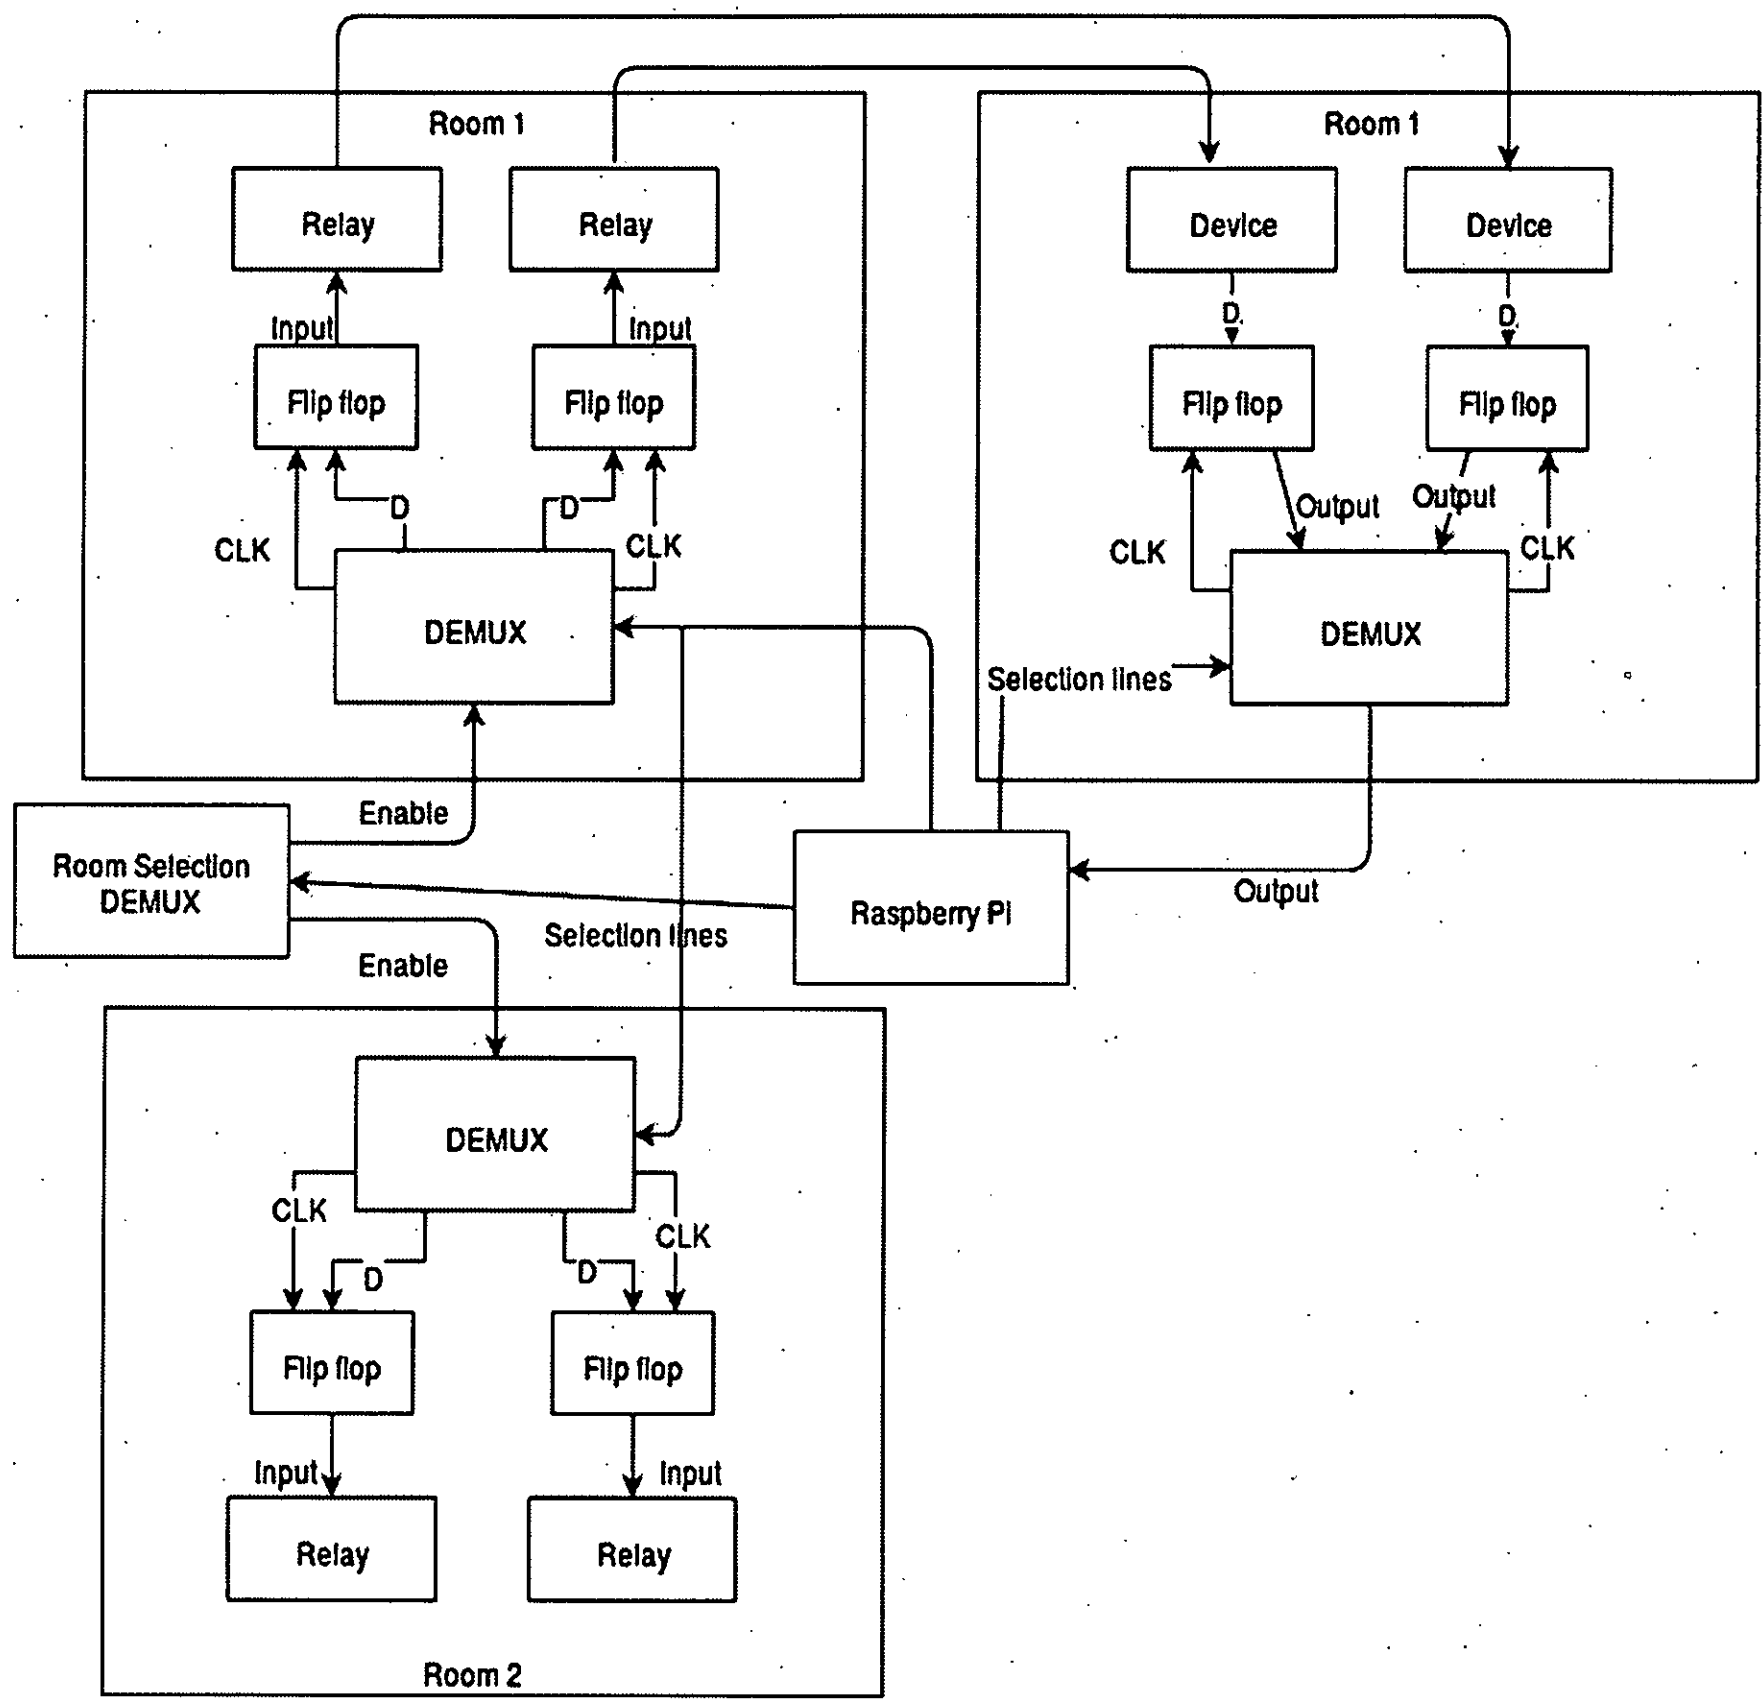 Room 1
Relay
Relay
Input
Input
Flip flop
Flip flop
D
D
CLK
CLK
DEMUX
Room 1
Device
Device
D
D
Flip flop
Flip flop
Output
Output
CLK
CLK
DEMUX
Selection lines
Enable
Room Selection
DEMUX
Selection lines
Enable
Raspberry Pi
Output
DEMUX
CLK
CLK
D
D
Flip flop
Flip flop
Input
Input
Relay
Relay
Room 2